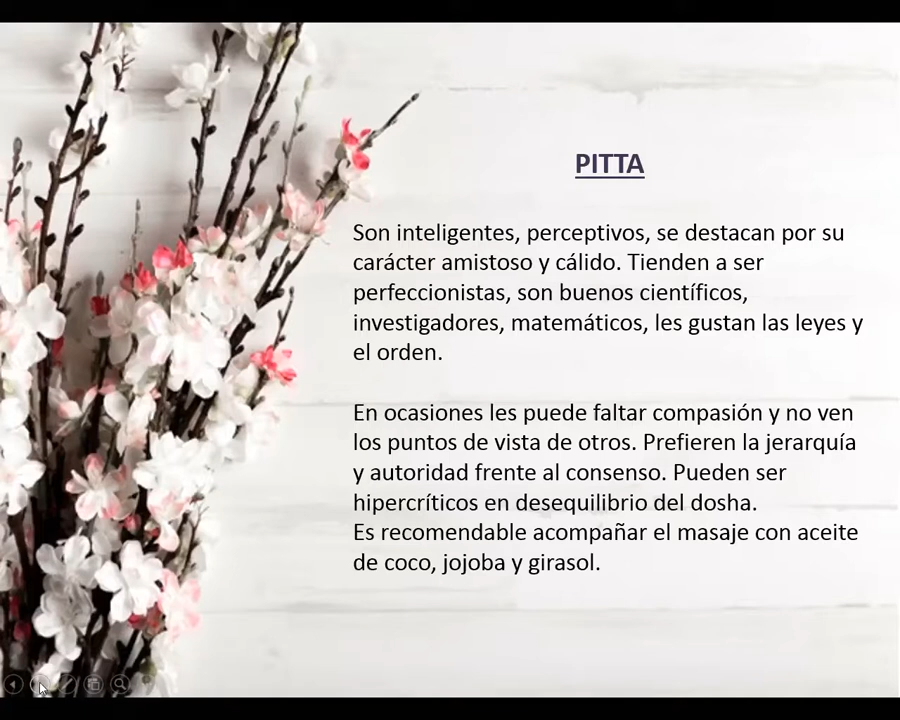 PITTA
Son inteligentes, perceptivos, se destacan por su
carácter amistoso y cálido. Tienden a ser
perfeccionistas, son buenos científicos,
investigadores, matemáticos, les gustan las leyes y
el orden.
En ocasiones les puede faltar compasión y no ven
los puntos de vista de otros. Prefieren la jerarquía
y autoridad frente al consenso. Pueden ser
hipercríticos en desequilibrio del dosha.
Es recomendable acompañar el masaje con aceite
de coco, jojoba y girasol.